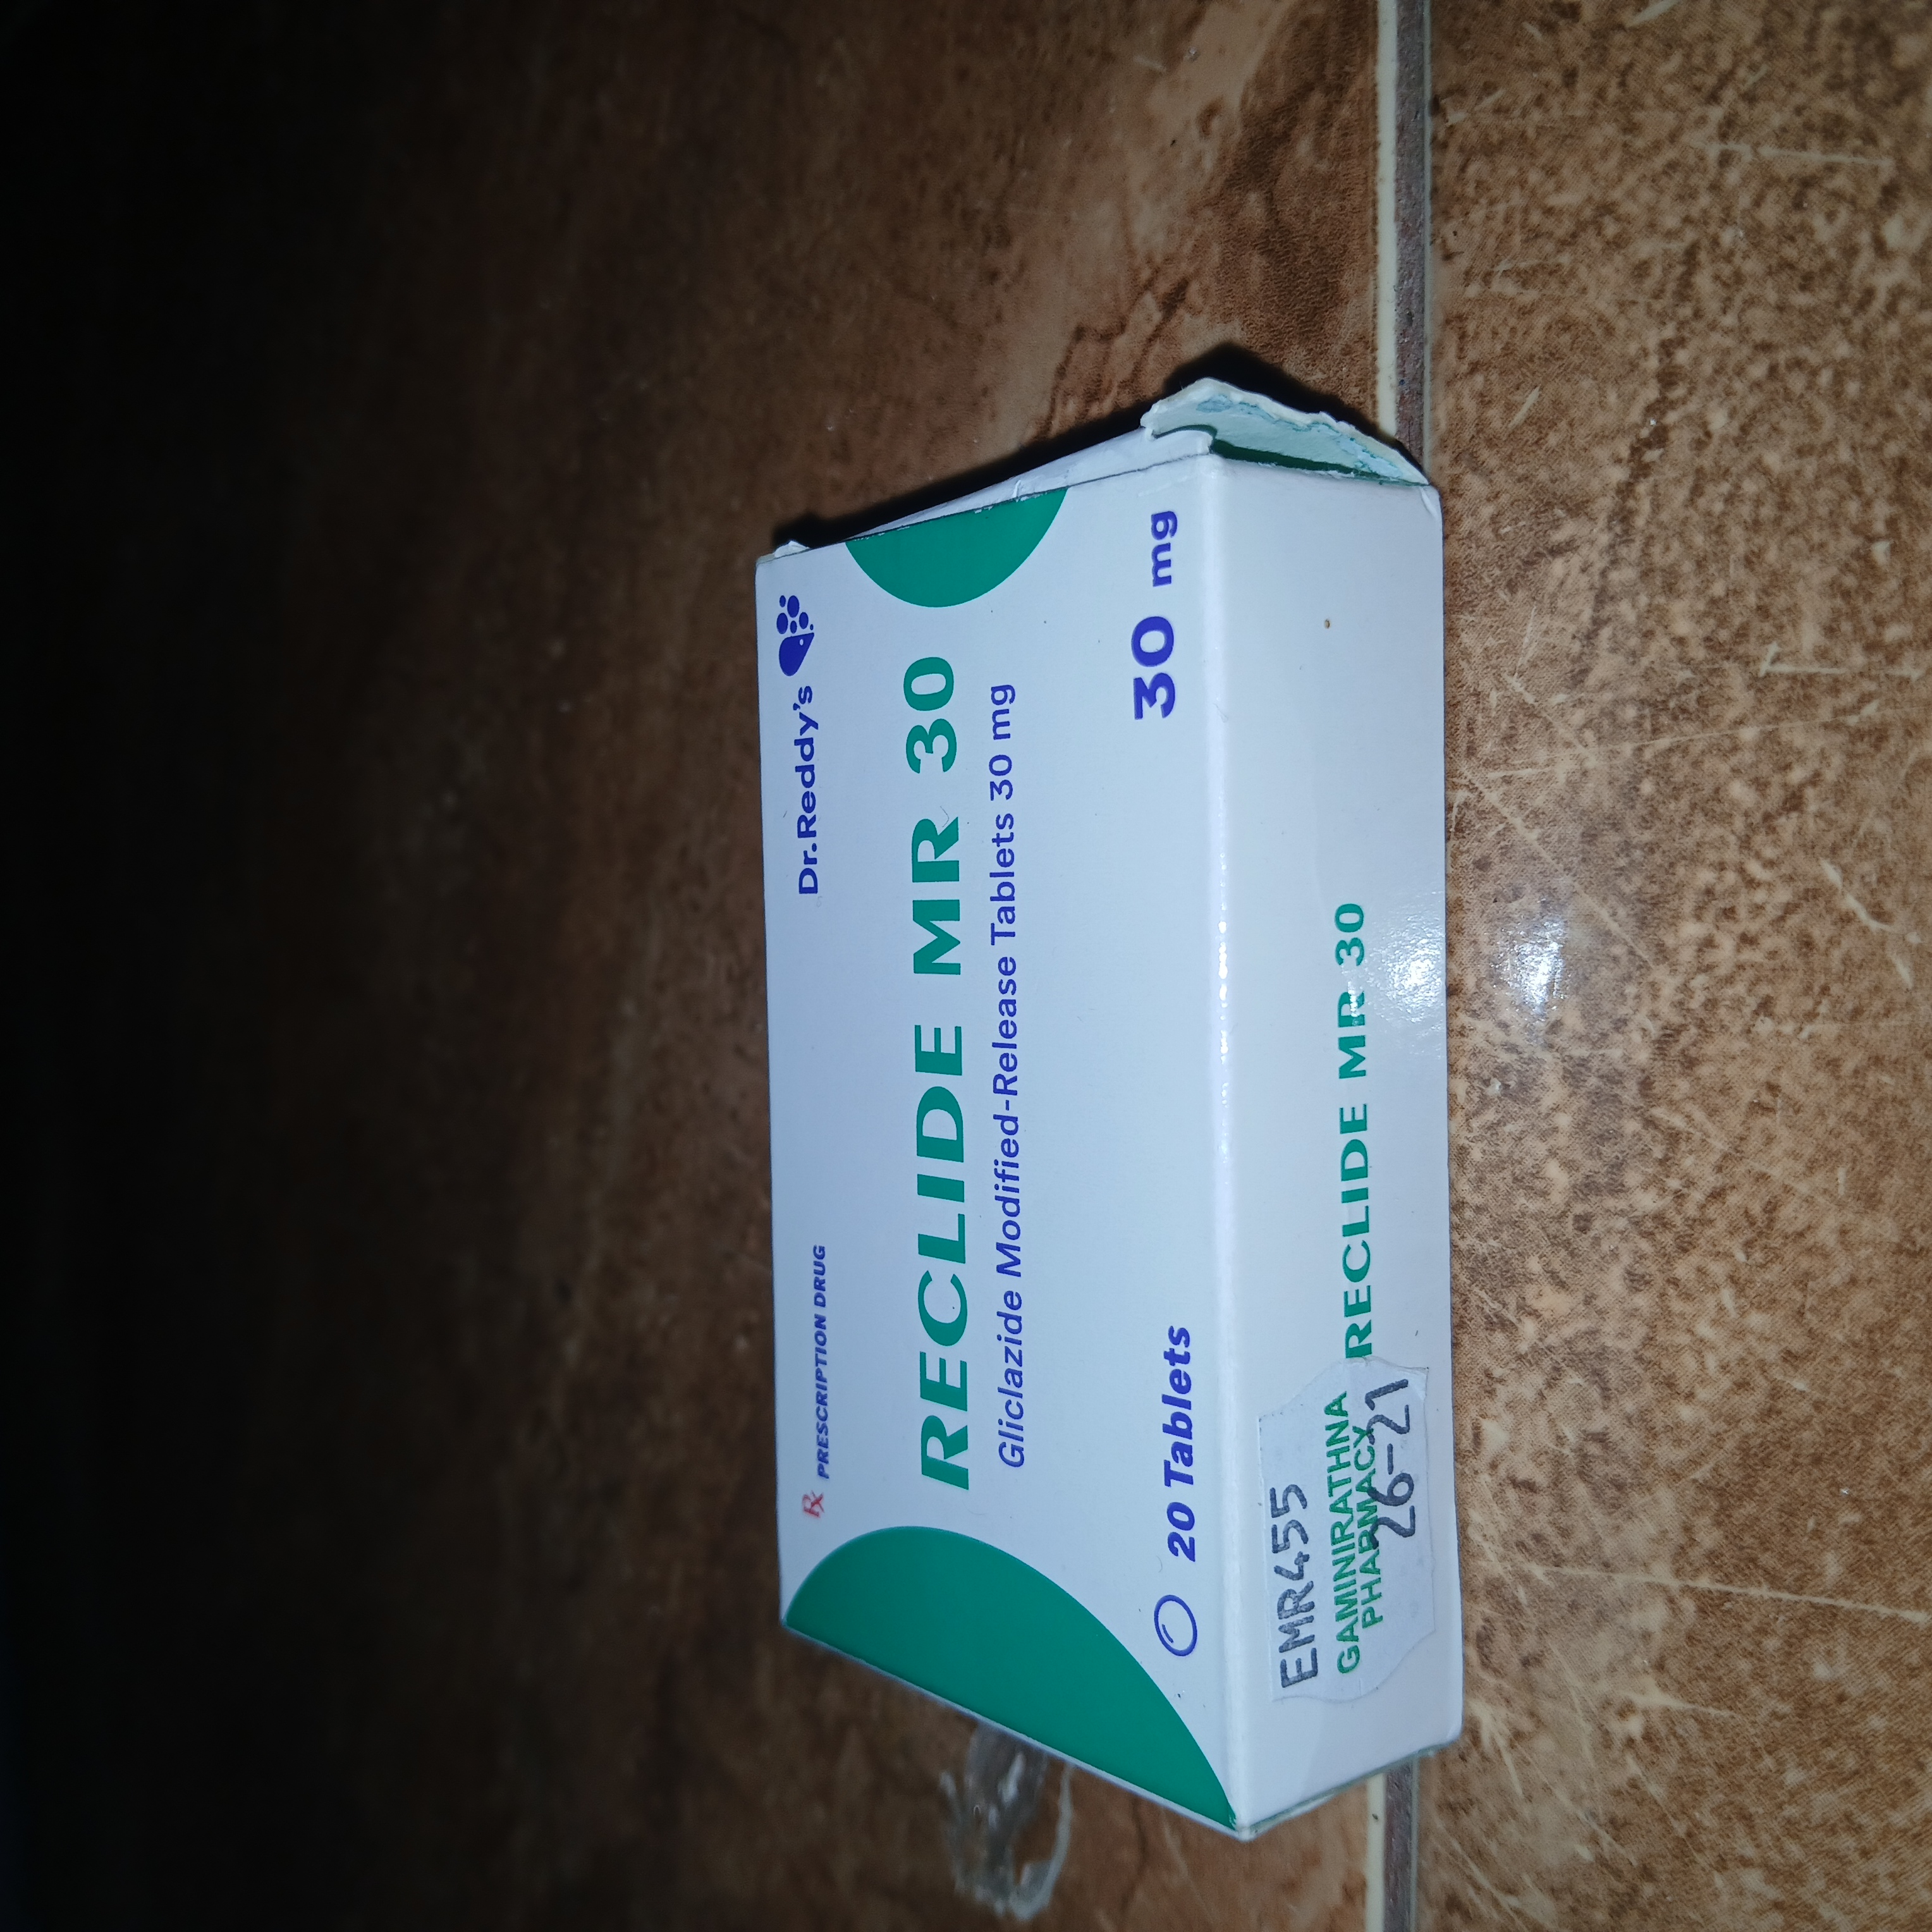 Rx PRESCRIPTION DRUG
Dr.Reddy's
RECLIDE MR 30
Gliclazide Modified-Release Tablets 30 mg
20 Tablets
30 mg
EMR455
GAMINIRATHNA
PHARMACY
26-21
RECLIDE MR 30